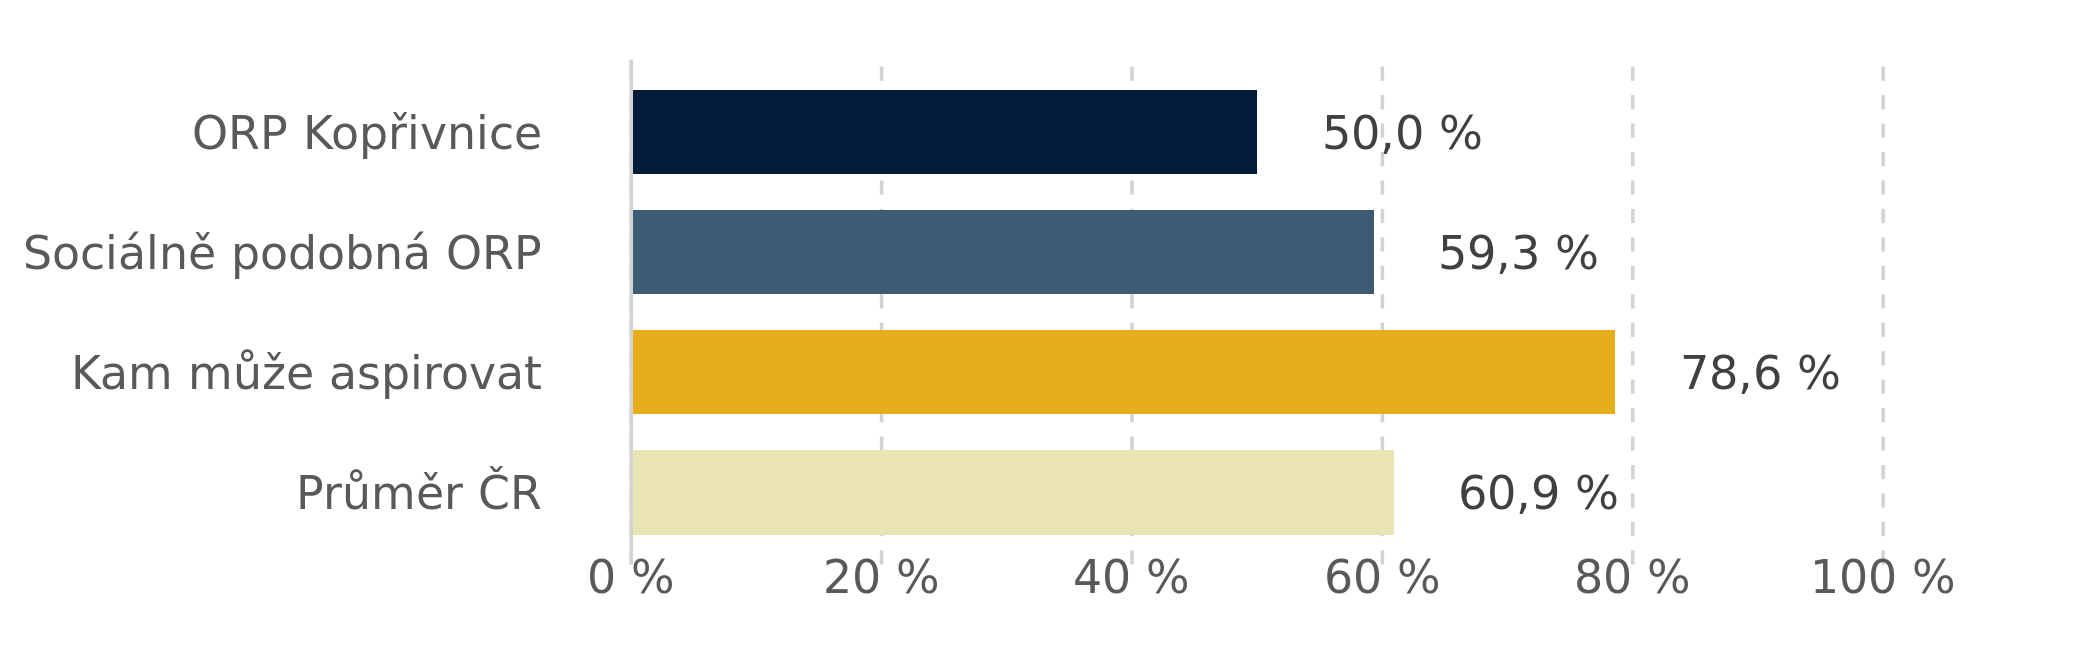 ORP Kopřivnice 50,0 %
Sociálně podobná ORP 59,3 %
Kam může aspirovat 78,6 %
Průměr ČR 60,9 %
0 % 20 % 40 % 60 % 80 % 100 %